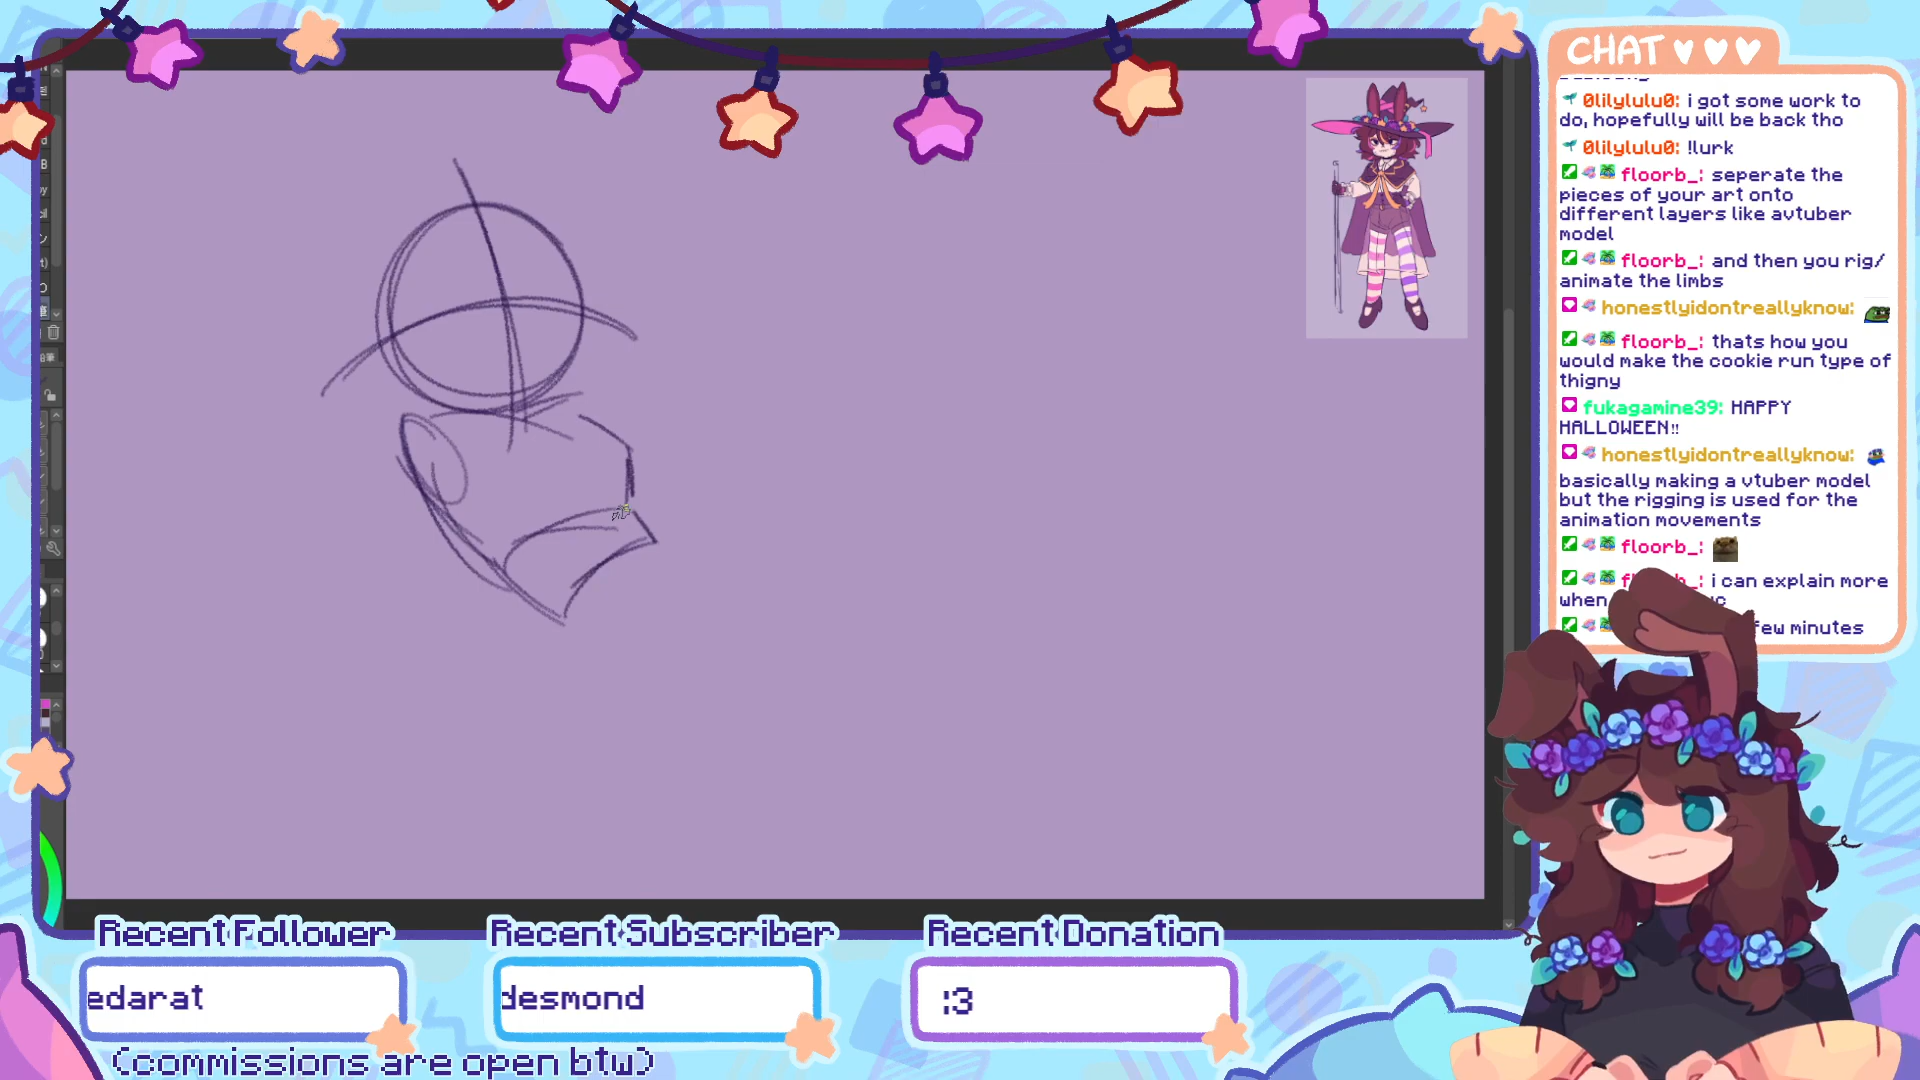 CHAT
0lilylulu0: i got some work to
do, hopefully will be back tho
0lilylulu0: !lurk
floorb_: seperate the
pieces of your art onto
different layers like avtuber
model
floorb_: and then you rig/
animate the limbs
honestlyidontreallyknow:
floorb_: thats how you
would make the cookie run type of
thigny
fukagamine39: HAPPY
HALLOWEEN!!
honestlyidontreallyknow:
basically making a vtuber model
but the rigging is used for the
animation movements
floorb_:
i can explain more
when
few minutes
Recent Follower
Recent Subscriber
Recent Donation
edarat
desmond
:3
(commissions are open btw)